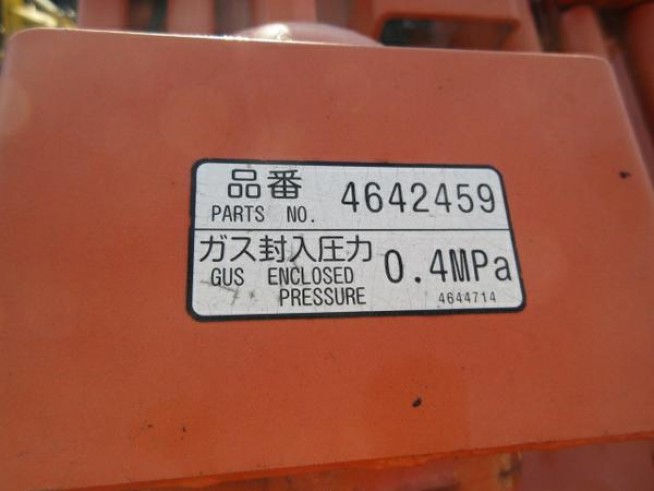 品番 4642459
PARTS NO.
ガス封入圧力 0.4MPa
GUS ENCLOSED
PRESSURE
4644714